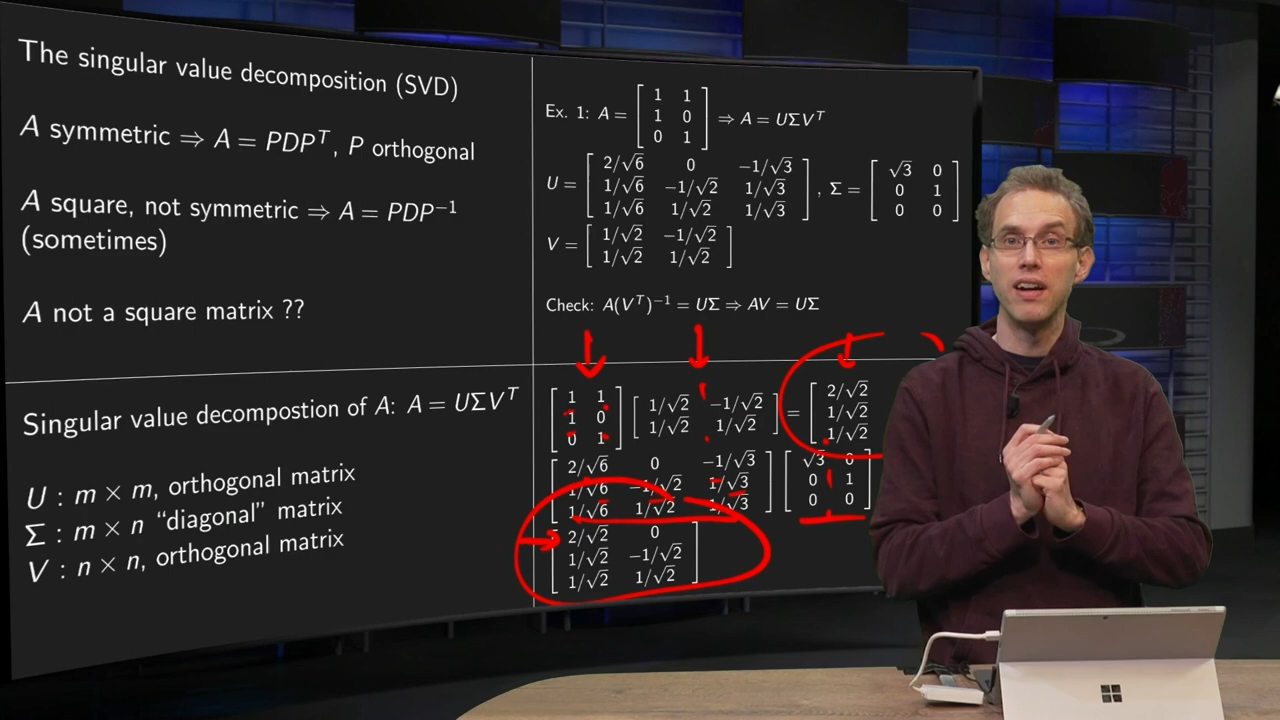 The singular value decomposition (SVD)
A symmetric ⇒ A = PDPᵀ, P orthogonal
A square, not symmetric ⇒ A = PDP⁻¹
(sometimes)
A not a square matrix ??
Ex. 1: A = [ 1 1 ; 1 0 ; 0 1 ] ⇒ A = UΣVᵀ
U = [ 2/√6 0 −1/√3 ; 1/√6 −1/√2 1/√3 ; 1/√6 1/√2 1/√3 ] , Σ = [ √3 0 ; 0 1 ; 0 0 ]
V = [ 1/√2 −1/√2 ; 1/√2 1/√2 ]
Check: A(Vᵀ)⁻¹ = UΣ ⇒ AV = UΣ
Singular value decompostion of A: A = UΣVᵀ
U : m × m, orthogonal matrix
Σ : m × n “diagonal” matrix
V : n × n, orthogonal matrix
[ 1 1 ; 1 0 ; 0 1 ] [ 1/√2 −1/√2 ; 1/√2 1/√2 ] = [ 2/√2 ; 1/√2 ; 1/√2
[ 2/√6 0 −1/√3 ; 1/√6 −1/√2 1/√3 ; 1/√6 1/√2 1/√3 ] [ √3 0 ; 0 1 ; 0 0 ]
[ 2/√2 0 ; 1/√2 −1/√2 ; 1/√2 1/√2 ]